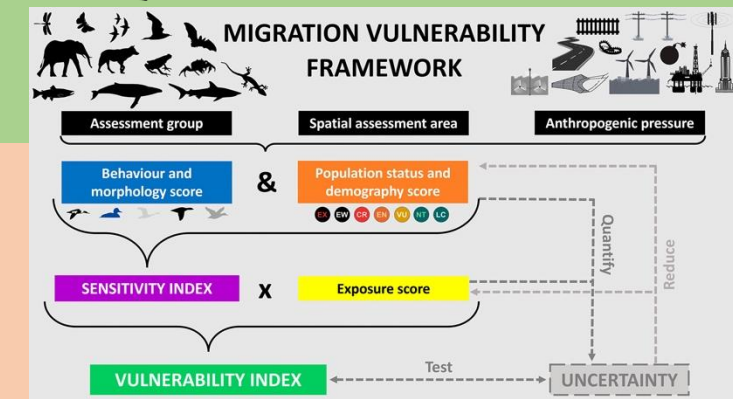 MIGRATION VULNERABILITY
FRAMEWORK
Assessment group
Spatial assessment area
Anthropogenic pressure
Behaviour and
morphology score
&
Population status and
demography score
EX EW CR EN VU NT LC
Quantify
Reduce
SENSITIVITY INDEX
x
Exposure score
VULNERABILITY INDEX
Test
UNCERTAINTY